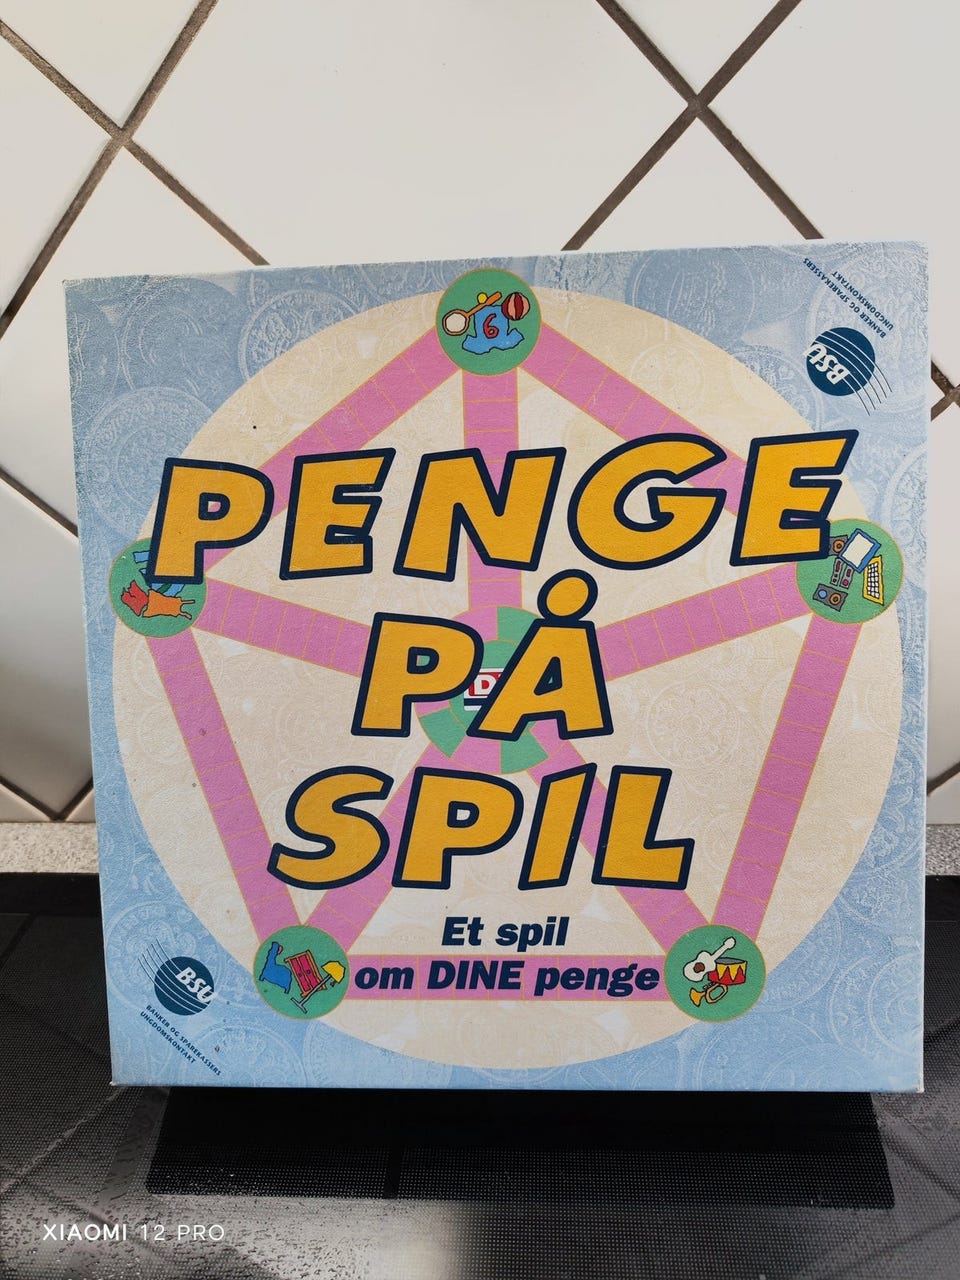 BANKER OG SPAREKASSERS
UNGDOMSKONTAKT
BSU
6
PENGE
PÅ
SPIL
Et spil
om DINE penge
BSU
BANKER OG SPAREKASSERS
UNGDOMSKONTAKT
XIAOMI 12 PRO